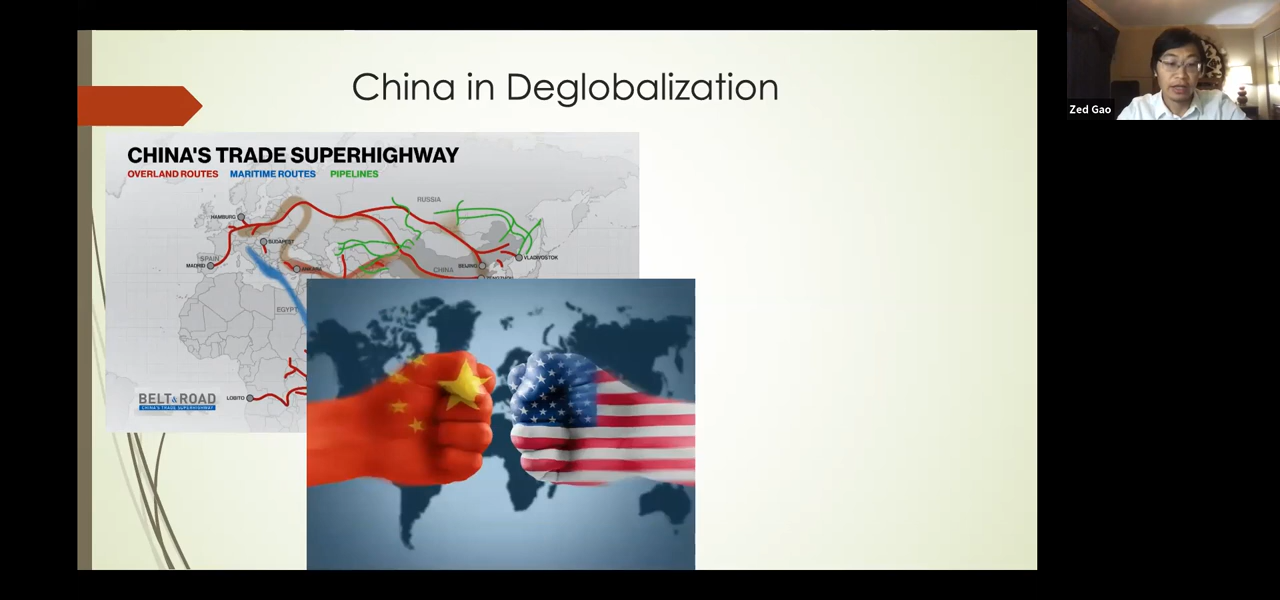 China in Deglobalization
Zed Gao
CHINA'S TRADE SUPERHIGHWAY
OVERLAND ROUTES MARITIME ROUTES PIPELINES
RUSSIA
HAMBURG
BUDAPEST
SPAIN
MADRID
ANKARA
CHINA
BEIJING
VLADIVOSTOK
EGYPT
BELT & ROAD
CHINA'S TRADE SUPERHIGHWAY
LOBITO